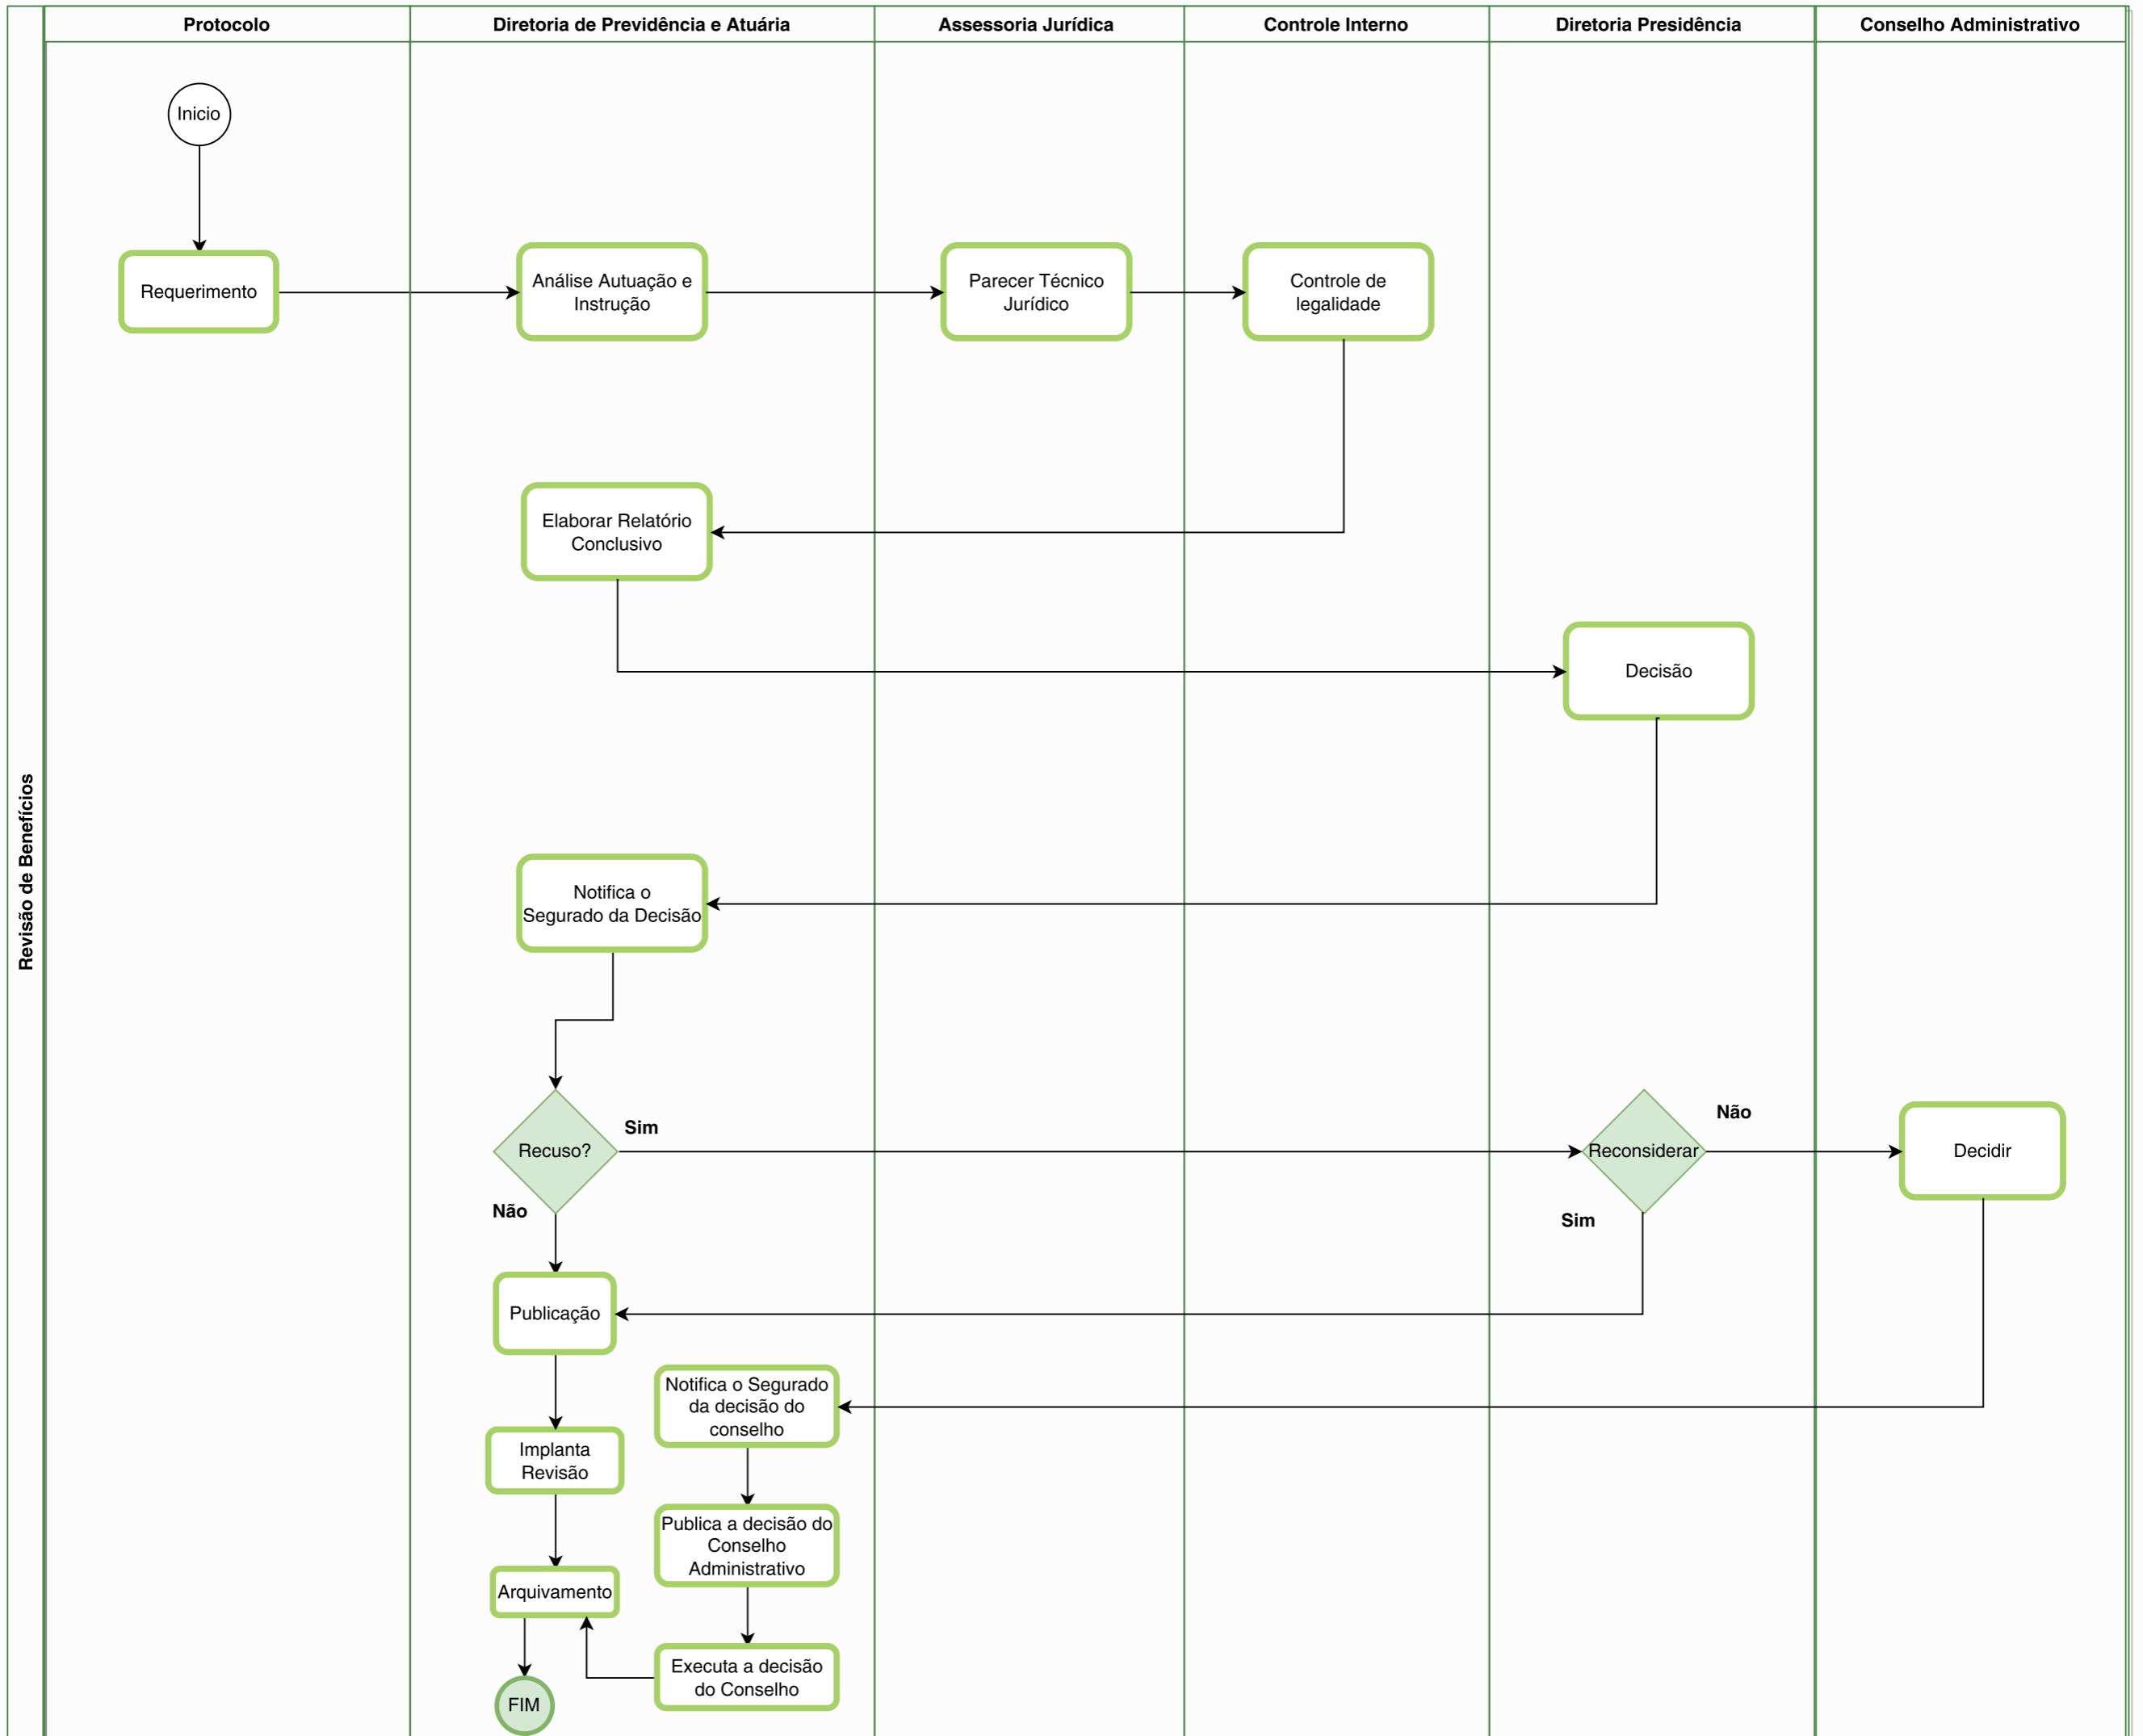 Protocolo
Diretoria de Previdência e Atuária
Assessoria Jurídica
Controle Interno
Diretoria Presidência
Conselho Administrativo
Revisão de Benefícios
Inicio
Requerimento
Análise Autuação e
Instrução
Parecer Técnico
Jurídico
Controle de
legalidade
Elaborar Relatório
Conclusivo
Decisão
Notifica o
Segurado da Decisão
Recuso?
Sim
Não
Reconsiderar
Não
Sim
Decidir
Publicação
Notifica o Segurado
da decisão do
conselho
Implanta
Revisão
Publica a decisão do
Conselho
Administrativo
Arquivamento
Executa a decisão
do Conselho
FIM